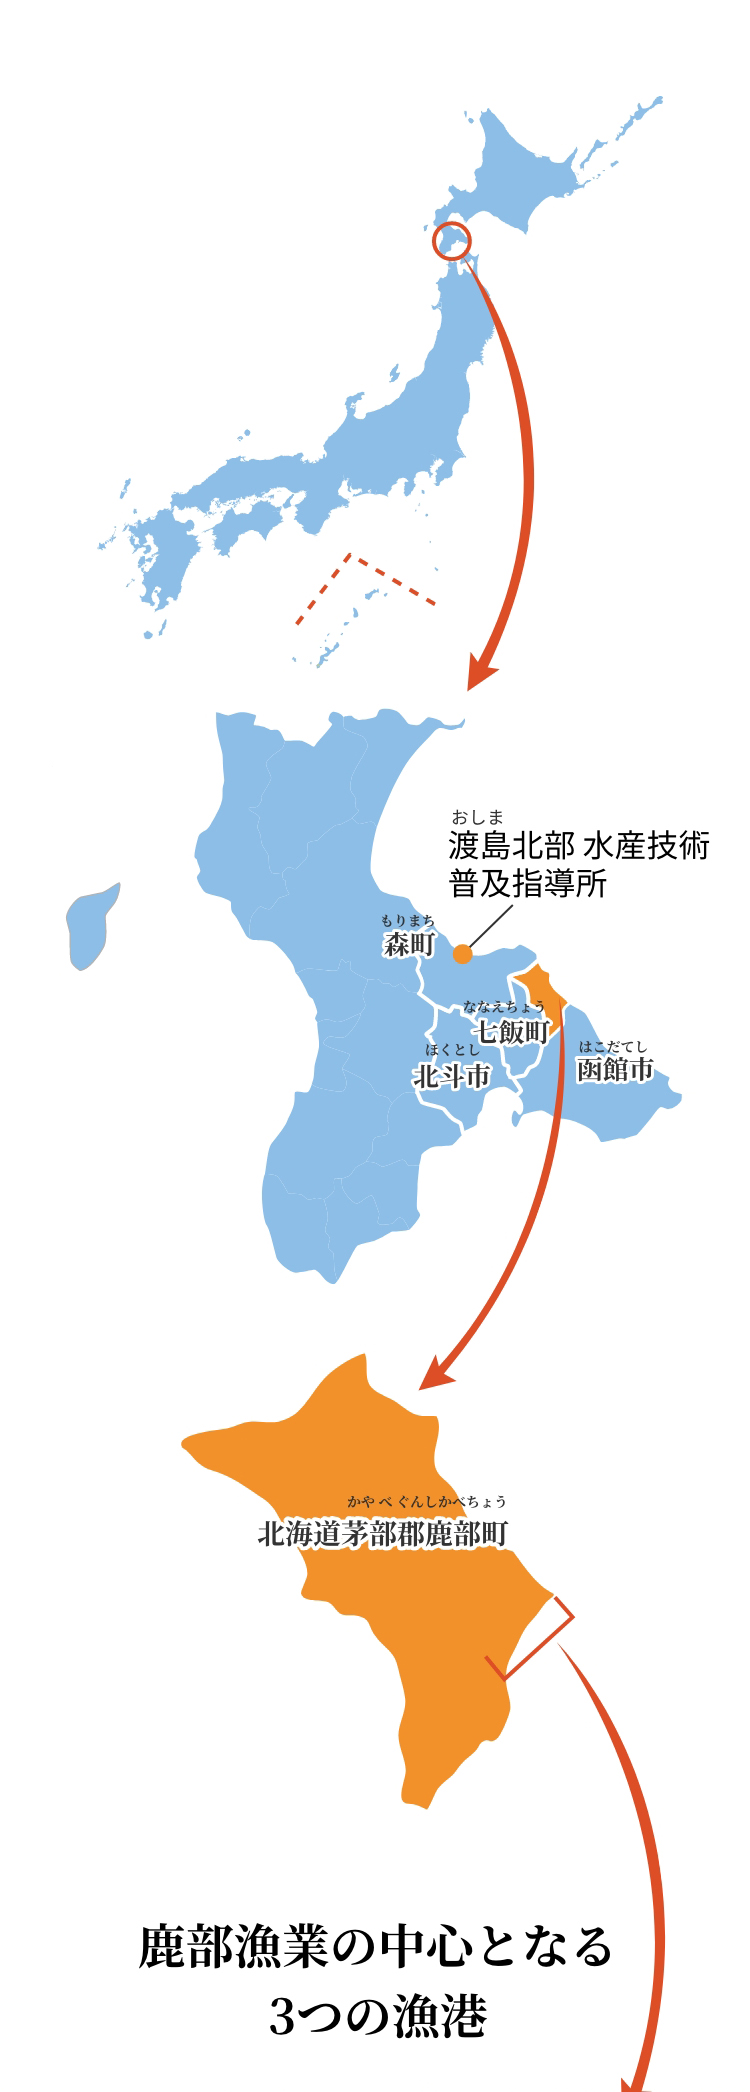 おしま
渡島北部 水産技術
普及指導所
もりまち
森町
ななえちょう
七飯町
ほくとし
北斗市
はこだてし
函館市
かやべぐんしかべちょう
北海道茅部郡鹿部町
鹿部漁業の中心となる
3つの漁港